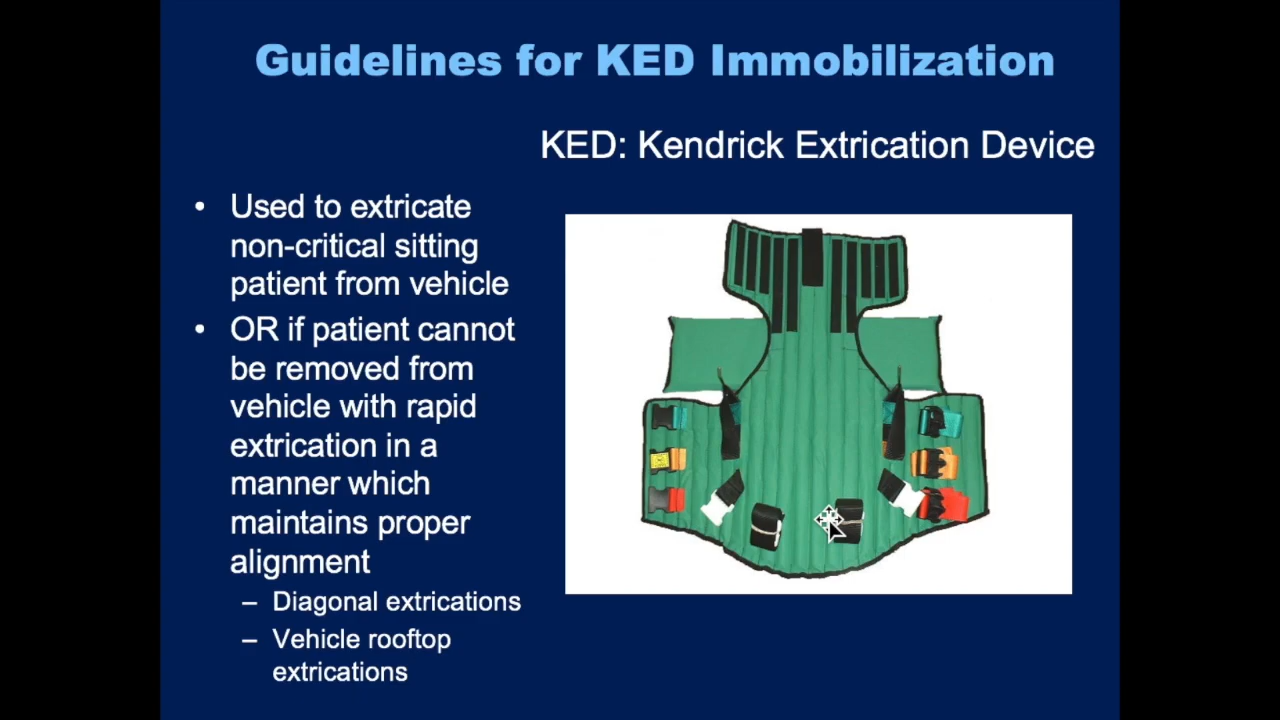 Guidelines for KED Immobilization
KED: Kendrick Extrication Device
• Used to extricate
non-critical sitting
patient from vehicle
• OR if patient cannot
be removed from
vehicle with rapid
extrication in a
manner which
maintains proper
alignment
– Diagonal extrications
– Vehicle rooftop
extrications